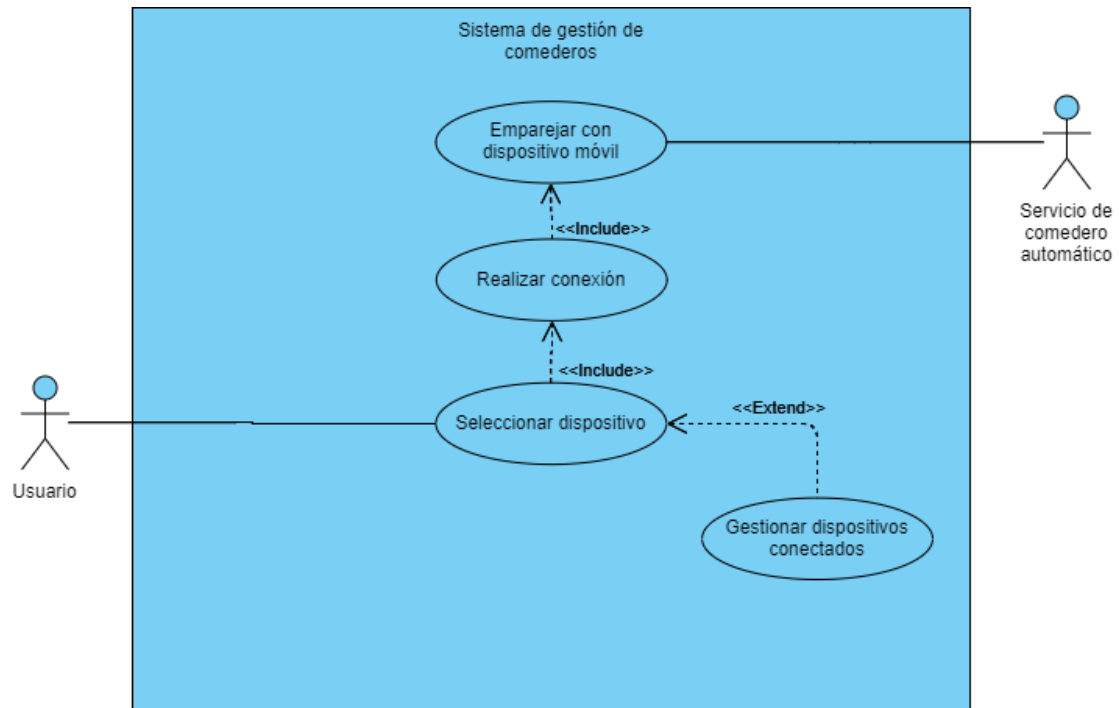 Sistema de gestión de
comederos
Emparejar con
dispositivo móvil
Servicio de
comedero
automático
<<Include>>
Realizar conexión
<<Include>>
Seleccionar dispositivo
<<Extend>>
Usuario
Gestionar dispositivos
conectados